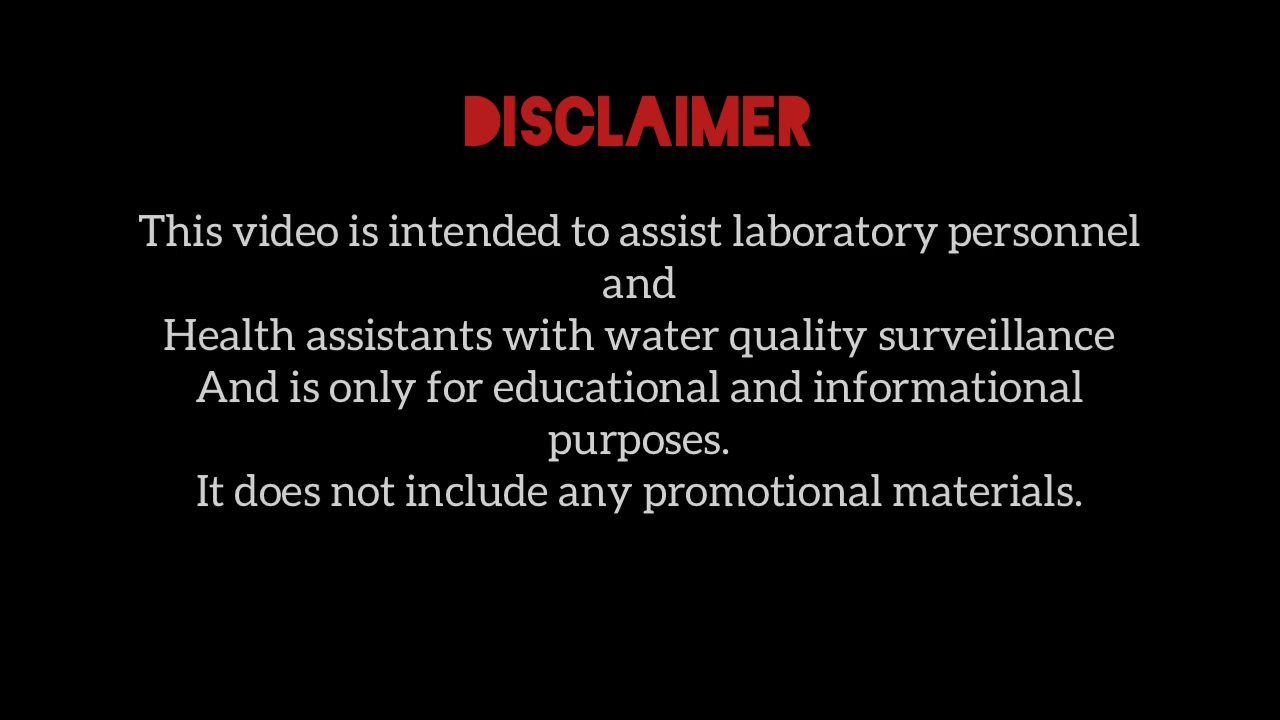 DISCLAIMER
This video is intended to assist laboratory personnel
and
Health assistants with water quality surveillance
And is only for educational and informational
purposes.
It does not include any promotional materials.